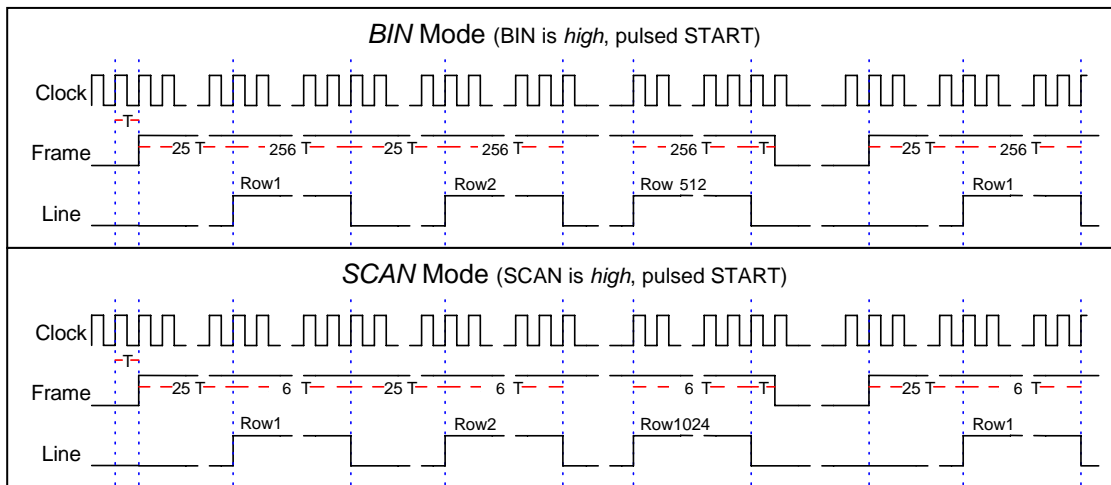 BIN Mode (BIN is high, pulsed START)
Clock
T
Frame
25 T 256 T 25 T 256 T 256 T T 25 T 256 T
Row1 Row2 Row 512 Row1
Line
SCAN Mode (SCAN is high, pulsed START)
Clock
T
Frame
25 T 6 T 25 T 6 T 6 T T 25 T 6 T
Row1 Row2 Row1024 Row1
Line